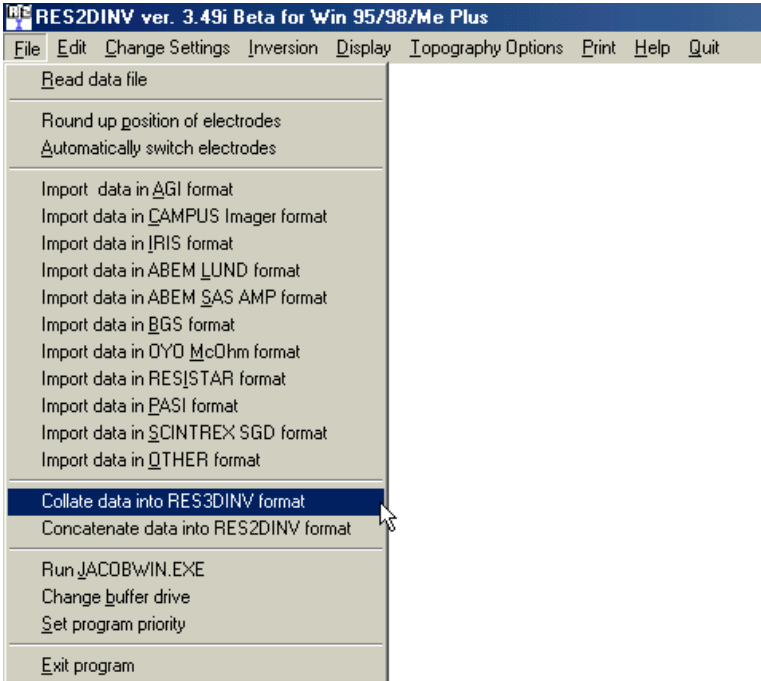 RES2DINV ver. 3.49i Beta for Win 95/98/Me Plus
File Edit Change Settings Inversion Display Topography Options Print Help Quit
Read data file
Round up position of electrodes
Automatically switch electrodes
Import data in AGI format
Import data in CAMPUS Imager format
Import data in IRIS format
Import data in ABEM LUND format
Import data in ABEM SAS AMP format
Import data in BGS format
Import data in OYO McOhm format
Import data in RESISTAR format
Import data in PASI format
Import data in SCINTREX SGD format
Import data in OTHER format
Collate data into RES3DINV format
Concatenate data into RES2DINV format
Run JACOBWIN.EXE
Change buffer drive
Set program priority
Exit program